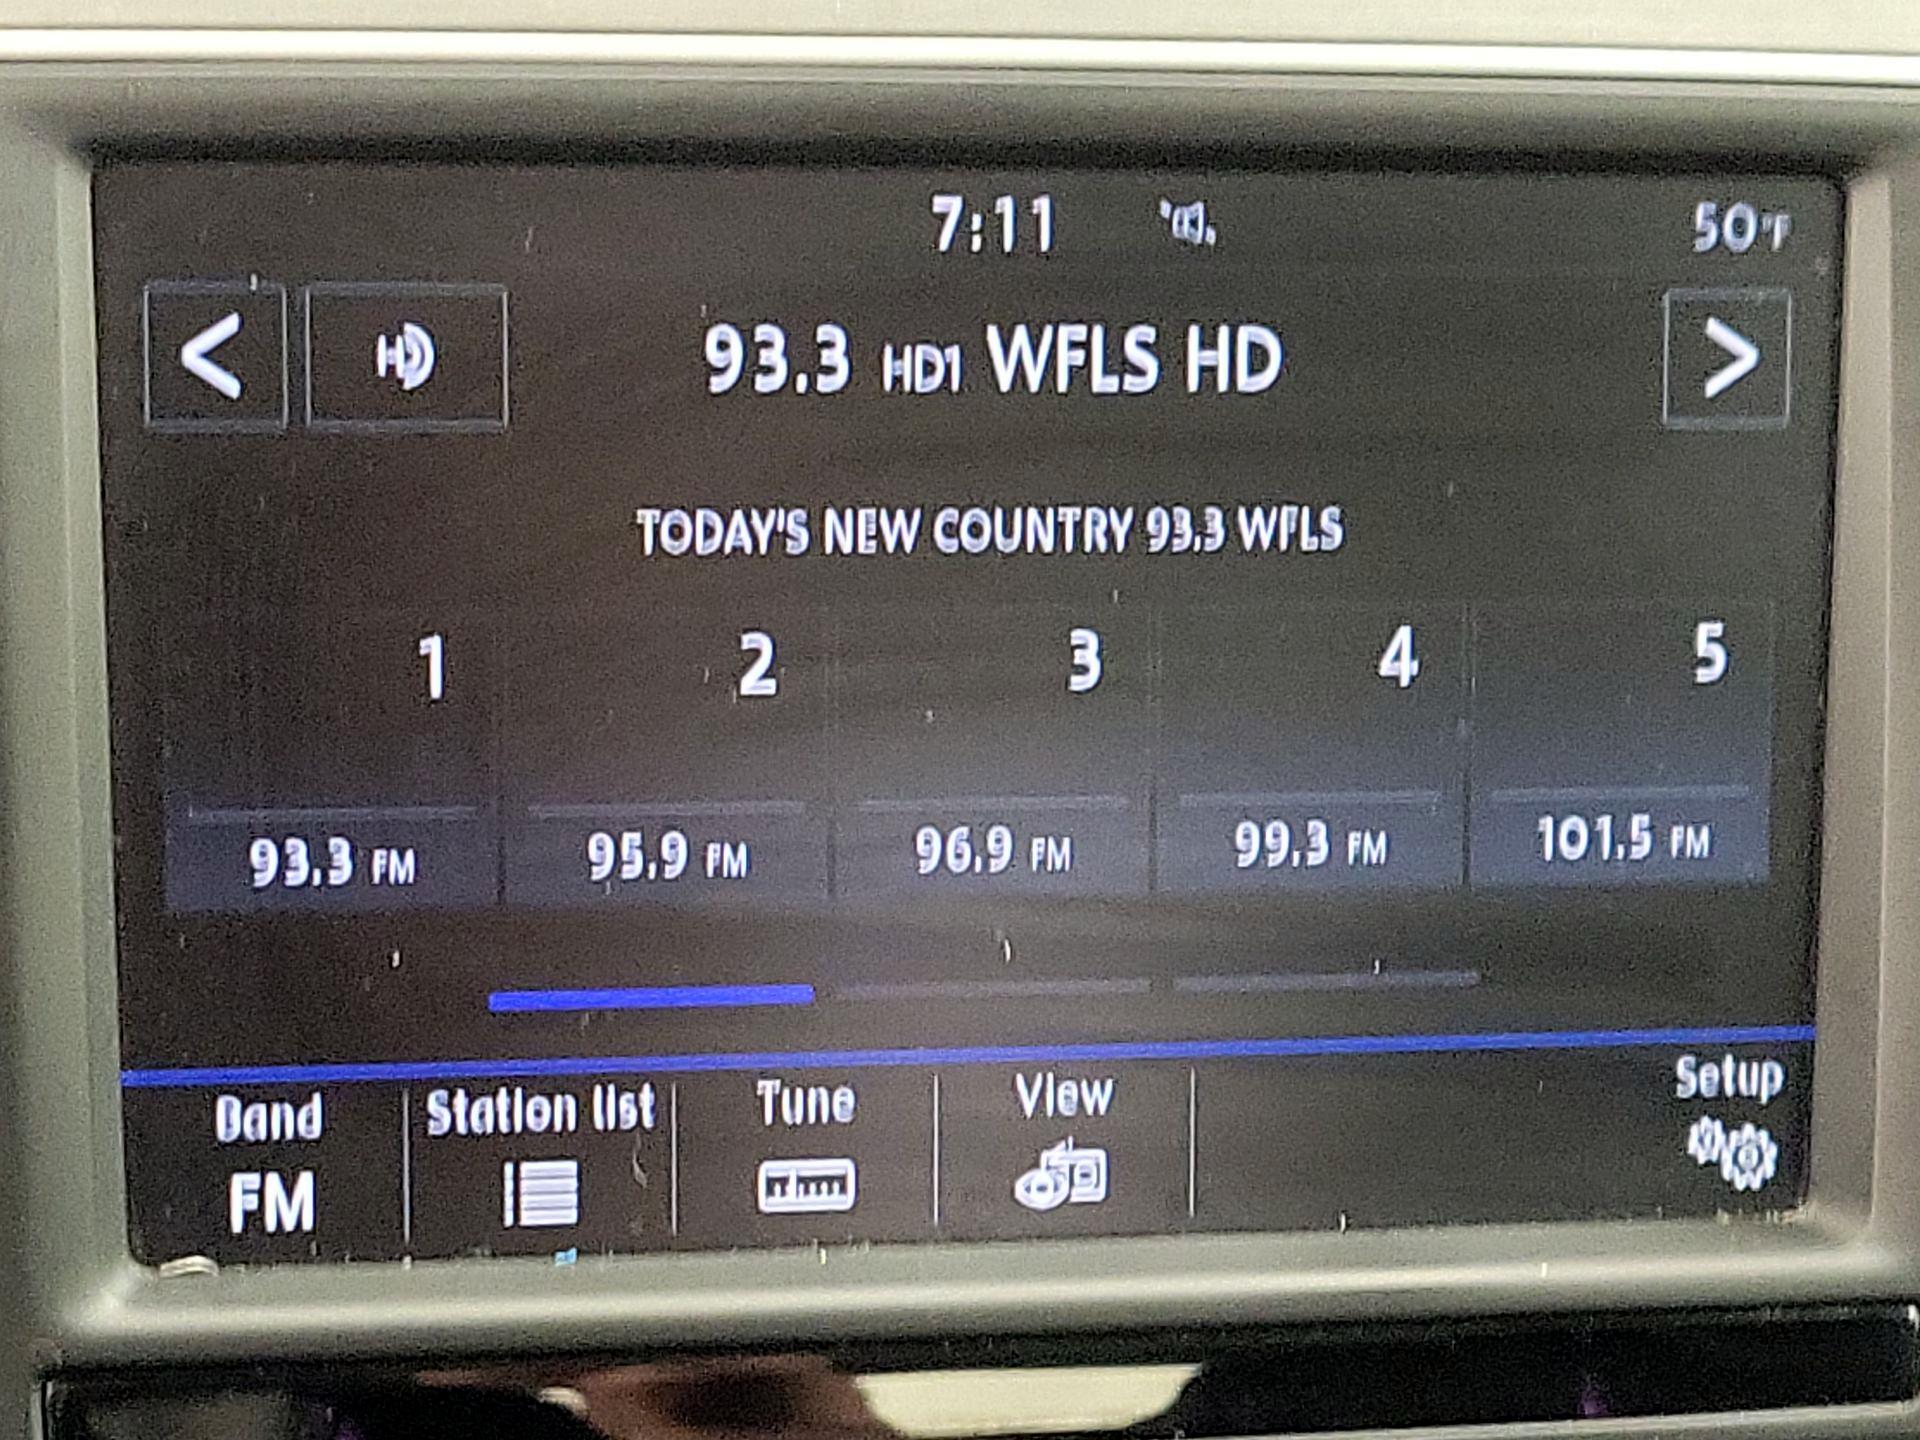 7:11 50°F
< HD 93.3 HD1 WFLS HD >
TODAY'S NEW COUNTRY 93.3 WFLS
1 2 3 4 5
93.3 FM 95.9 FM 96.9 FM 99.3 FM 101.5 FM
Band Station list Tune View Setup
FM